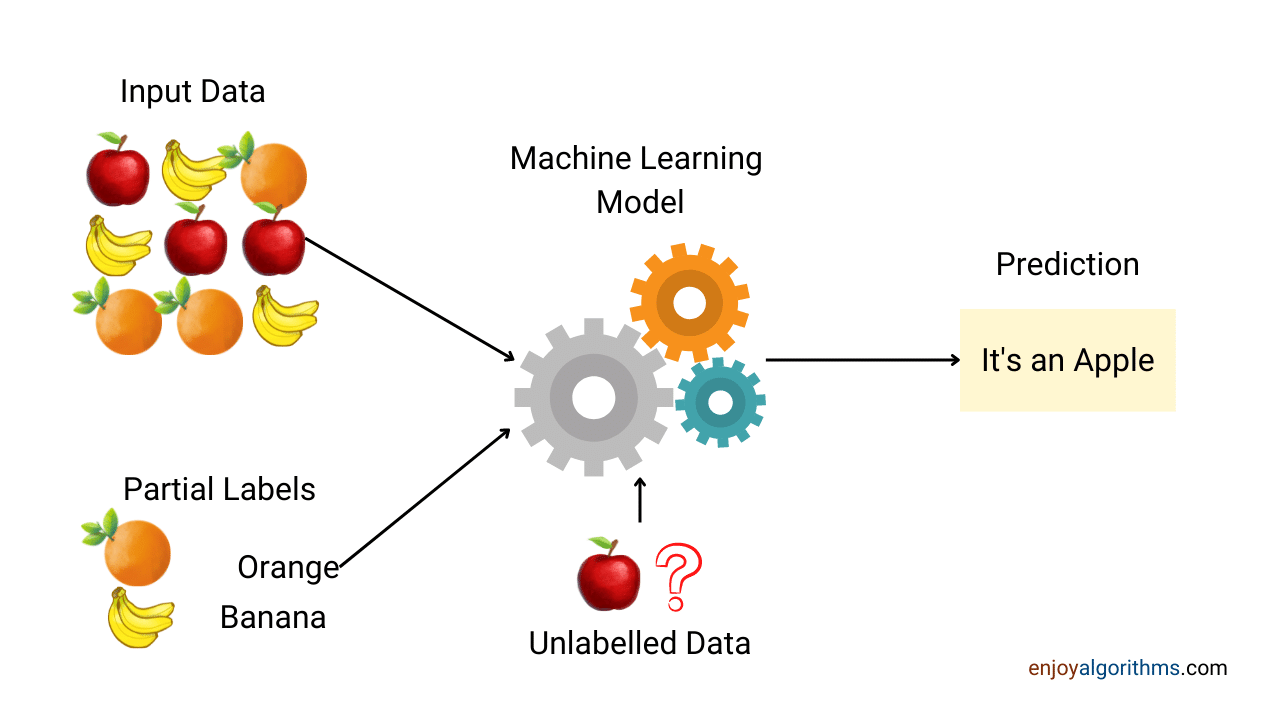 Input Data
Machine Learning
Model
Prediction
It's an Apple
Partial Labels
Orange
Banana
?
Unlabelled Data
enjoyalgorithms.com